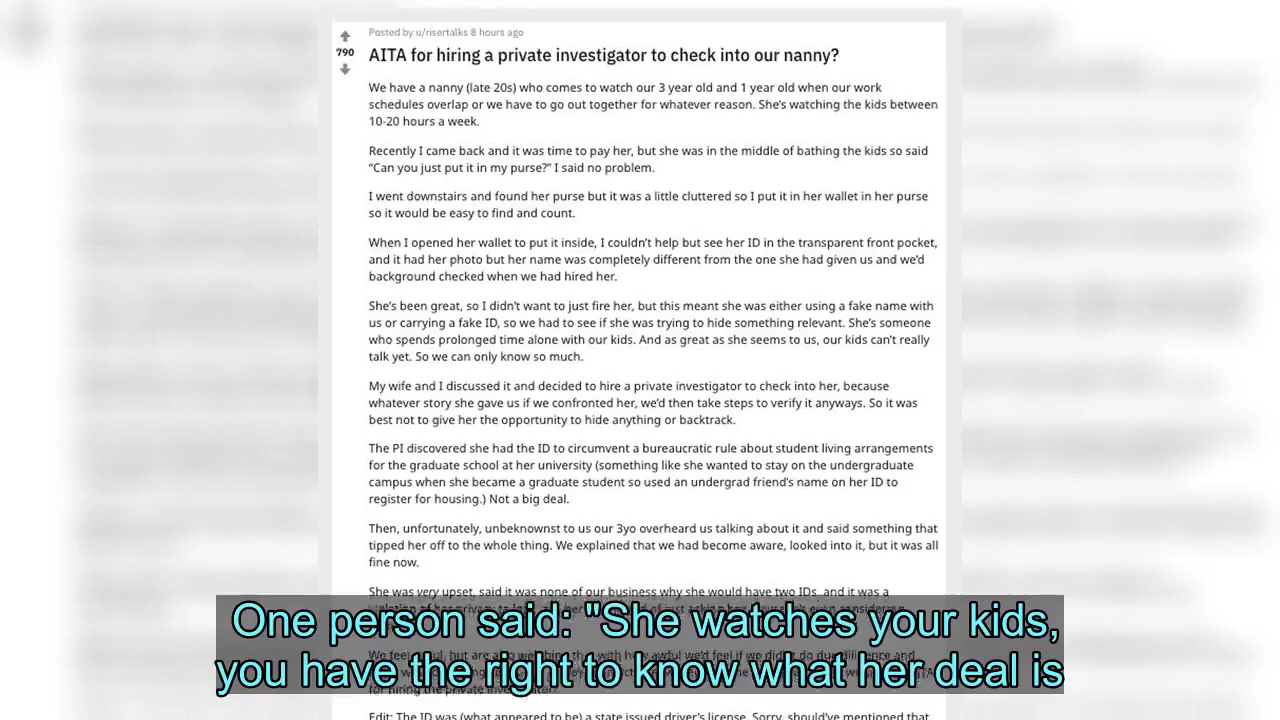 Posted by u/risertalks 8 hours ago
790
AITA for hiring a private investigator to check into our nanny?
We have a nanny (late 20s) who comes to watch our 3 year old and 1 year old when our work
schedules overlap or we have to go out together for whatever reason. She's watching the kids between
10-20 hours a week.
Recently I came back and it was time to pay her, but she was in the middle of bathing the kids so said
“Can you just put it in my purse?” I said no problem.
I went downstairs and found her purse but it was a little cluttered so I put it in her wallet in her purse
so it would be easy to find and count.
When I opened her wallet to put it inside, I couldn't help but see her ID in the transparent front pocket,
and it had her photo but her name was completely different from the one she had given us and we'd
background checked when we had hired her.
She's been great, so I didn't want to just fire her, but this meant she was either using a fake name with
us or carrying a fake ID, so we had to see if she was trying to hide something relevant. She's someone
who spends prolonged time alone with our kids. And as great as she seems to us, our kids can't really
talk yet. So we can only know so much.
My wife and I discussed it and decided to hire a private investigator to check into her, because
whatever story she gave us if we confronted her, we'd then take steps to verify it anyways. So it was
best not to give her the opportunity to hide anything or backtrack.
The PI discovered she had the ID to circumvent a bureaucratic rule about student living arrangements
for the graduate school at her university (something like she wanted to stay on the undergraduate
campus when she became a graduate student so used an undergrad friend's name on her ID to
register for housing.) Not a big deal.
Then, unfortunately, unbeknownst to us our 3yo overheard us talking about it and said something that
tipped her off to the whole thing. We explained that we had become aware, looked into it, but it was all
fine now.
She was very upset, said it was none of our business why she would have two IDs, and it was a
One person said: "She watches your kids,
you have the right to know what her deal is
for hiring the private investigator?
Edit: The ID was (what appeared to be) a state issued driver's license. Sorry, should've mentioned that